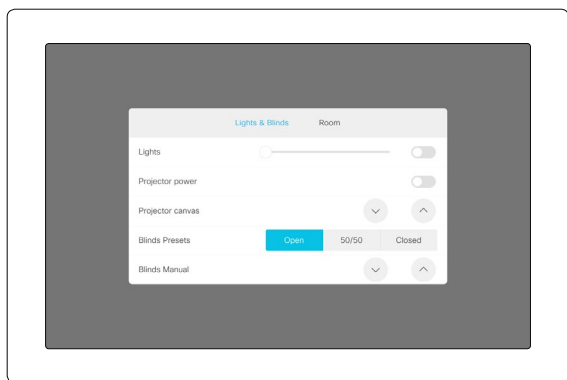 Lights & Blinds Room
Lights
Projector power
Projector canvas
Blinds Presets Open 50/50 Closed
Blinds Manual